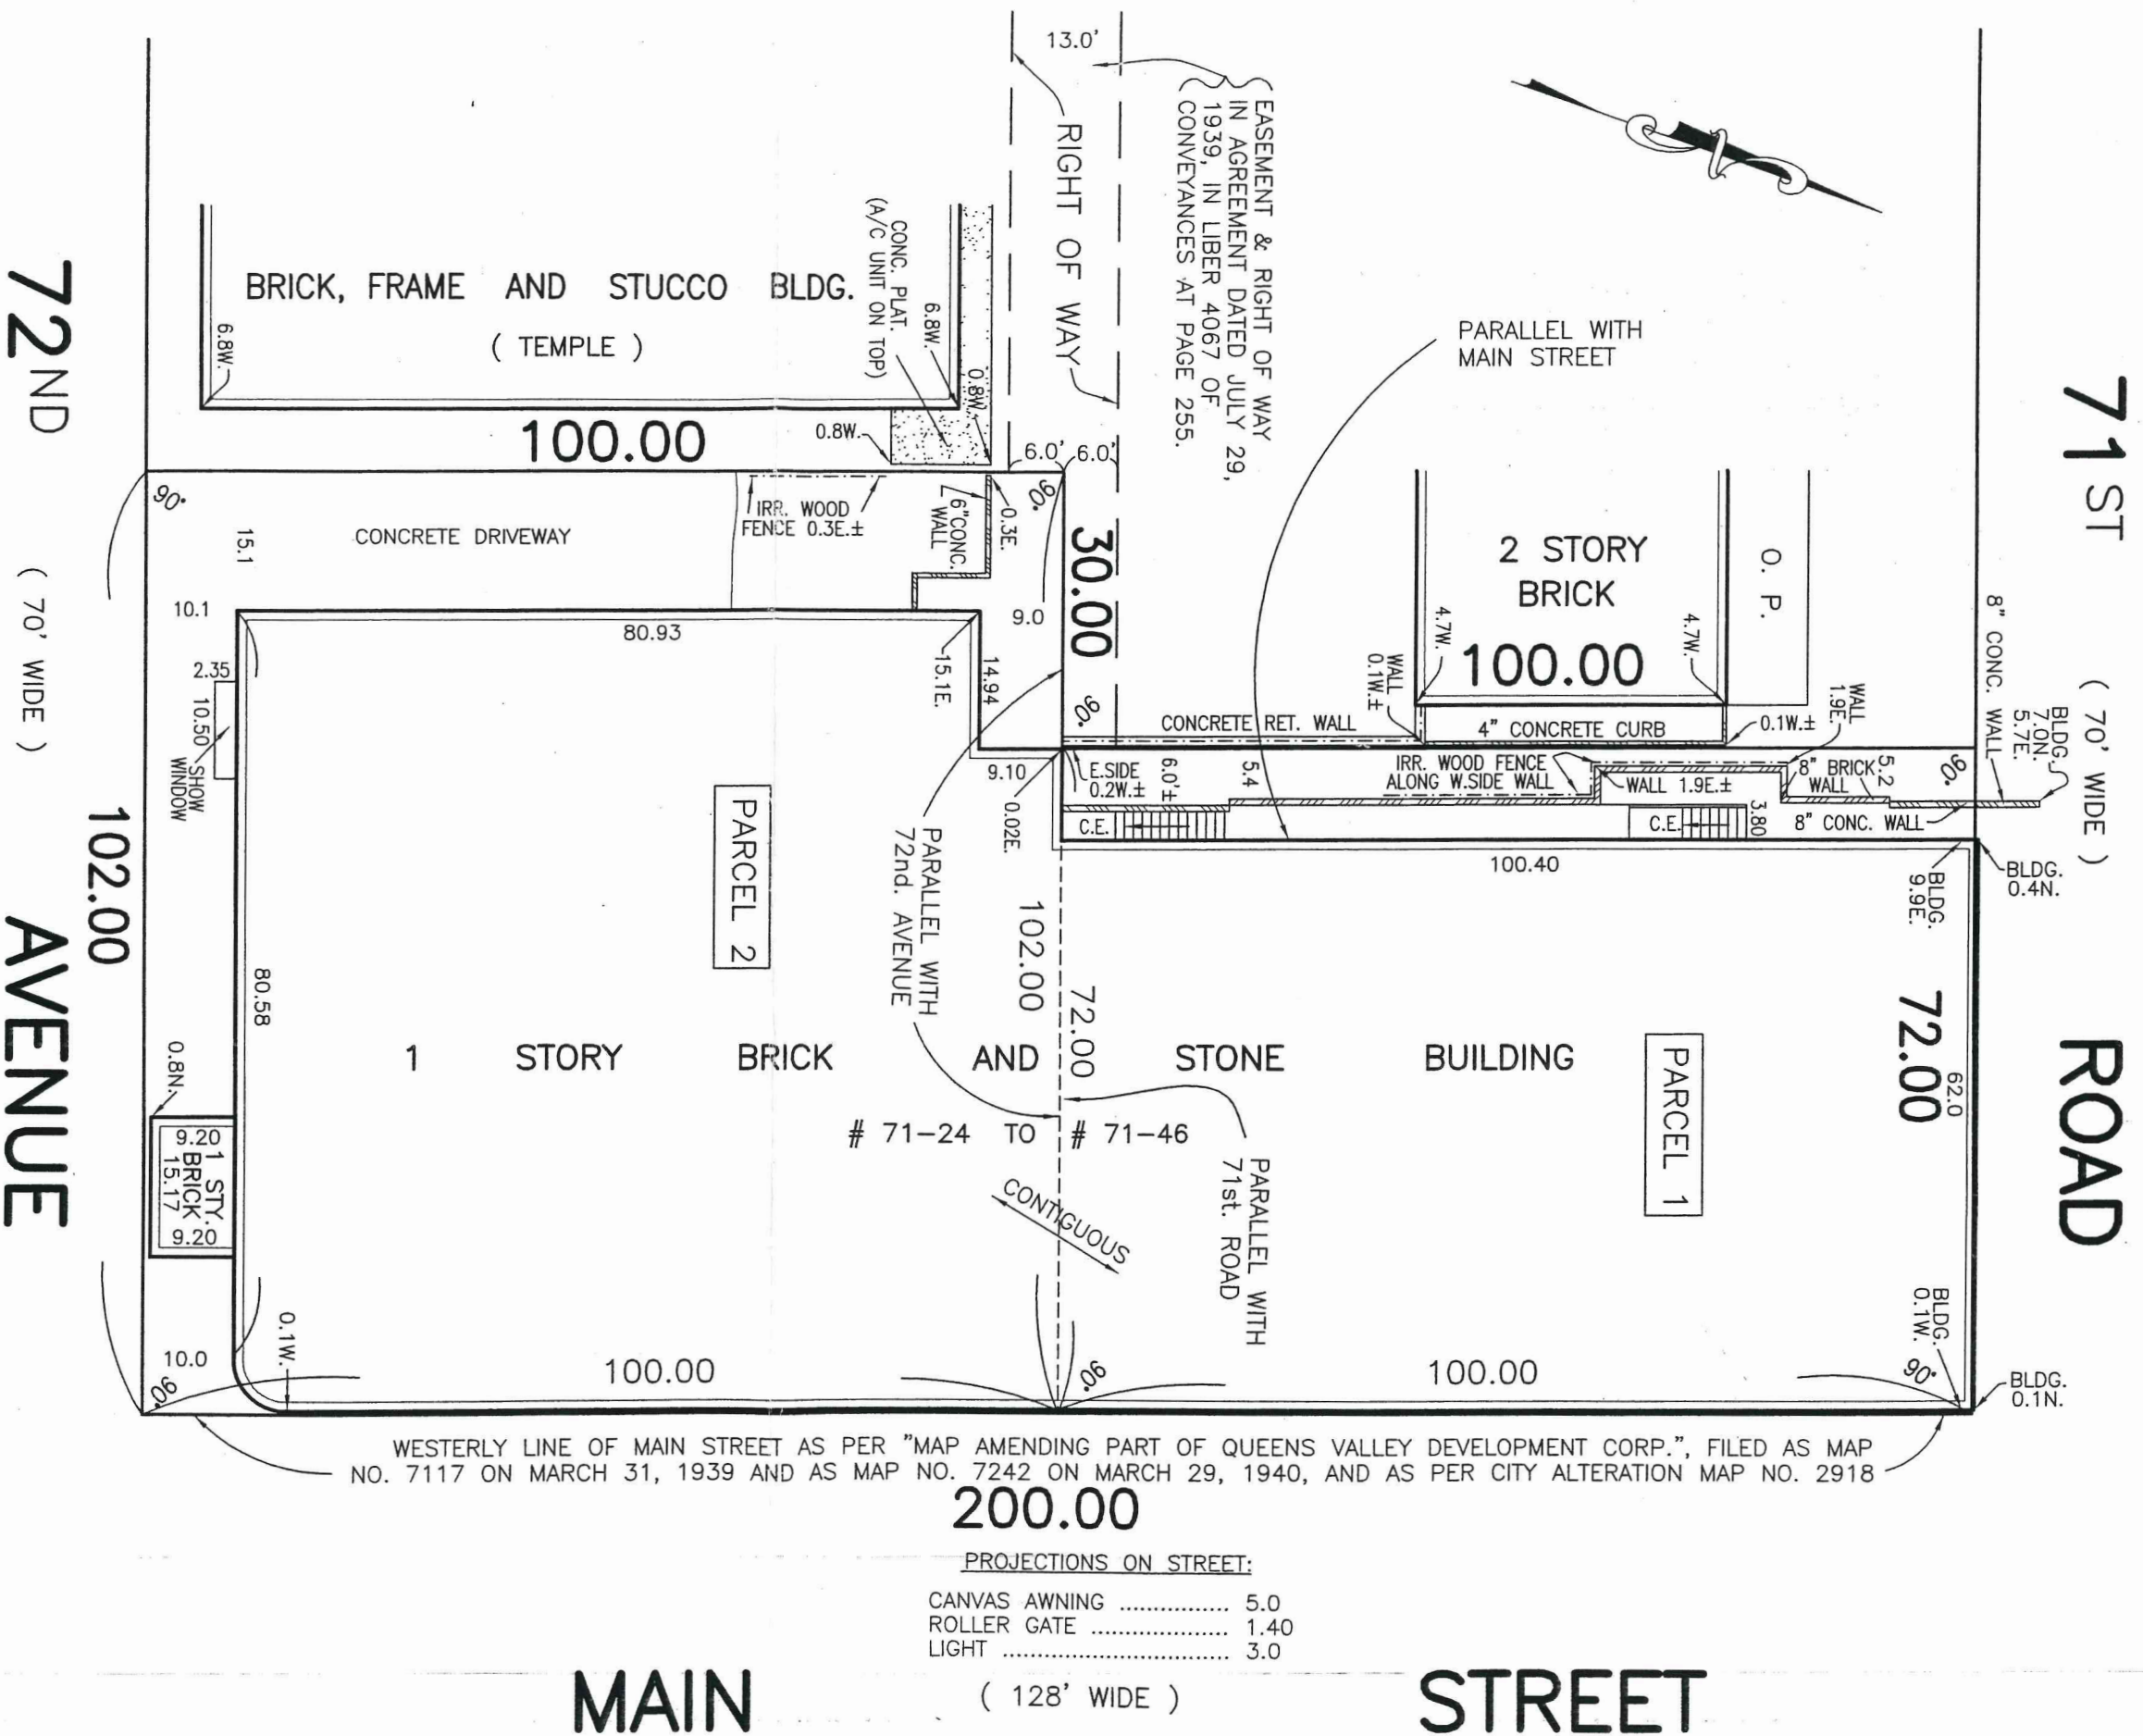 13.0'
RIGHT OF WAY
EASEMENT & RIGHT OF WAY
IN AGREEMENT DATED JULY 29,
1939, IN LIBER 4067 OF
CONVEYANCES AT PAGE 255.
BRICK, FRAME AND STUCCO BLDG.
( TEMPLE )
6.8W.
CONC. PLAT.
(A/C UNIT ON TOP)
6.8W.
0.8W.
0.8W.
100.00
6.0' 6.0'
PARALLEL WITH
MAIN STREET
72ND AVENUE
( 70' WIDE )
71ST ROAD
( 70' WIDE )
90°
15.1
CONCRETE DRIVEWAY
IRR. WOOD
FENCE 0.3E.±
6"CONC.
WALL
0.3E.
90°
30.00
9.0
90°
2 STORY
BRICK
O. P.
4.7W.
4.7W.
100.00
8" CONC. WALL
BLDG.
7.0N.
5.7E.
WALL
0.1W.±
WALL
1.9E.
CONCRETE RET. WALL
4" CONCRETE CURB
0.1W.±
10.1
80.93
15.1E.
14.94
9.10
0.02E.
2.35
10.50
SHOW
WINDOW
E.SIDE
0.2W.±
6.0'±
5.4
IRR. WOOD FENCE
ALONG W.SIDE WALL
WALL 1.9E.±
8" BRICK
WALL
5.2
90°
C.E.
C.E.
3.80
8" CONC. WALL
100.40
BLDG.
9.9E.
BLDG.
0.4N.
102.00
PARCEL 2
PARALLEL WITH
72nd. AVENUE
102.00
72.00
80.58
72.00
62.0
PARCEL 1
1 STORY BRICK AND STONE BUILDING
# 71-24 TO # 71-46
CONTIGUOUS
PARALLEL WITH
71st. ROAD
0.8N.
9.20
1 STY.
BRICK
15.17
9.20
10.0
90°
0.1W.
100.00
90°
100.00
90°
BLDG.
0.1W.
BLDG.
0.1N.
WESTERLY LINE OF MAIN STREET AS PER "MAP AMENDING PART OF QUEENS VALLEY DEVELOPMENT CORP.", FILED AS MAP
NO. 7117 ON MARCH 31, 1939 AND AS MAP NO. 7242 ON MARCH 29, 1940, AND AS PER CITY ALTERATION MAP NO. 2918
200.00
PROJECTIONS ON STREET:
CANVAS AWNING ................ 5.0
ROLLER GATE .................... 1.40
LIGHT ................................. 3.0
MAIN ( 128' WIDE ) STREET